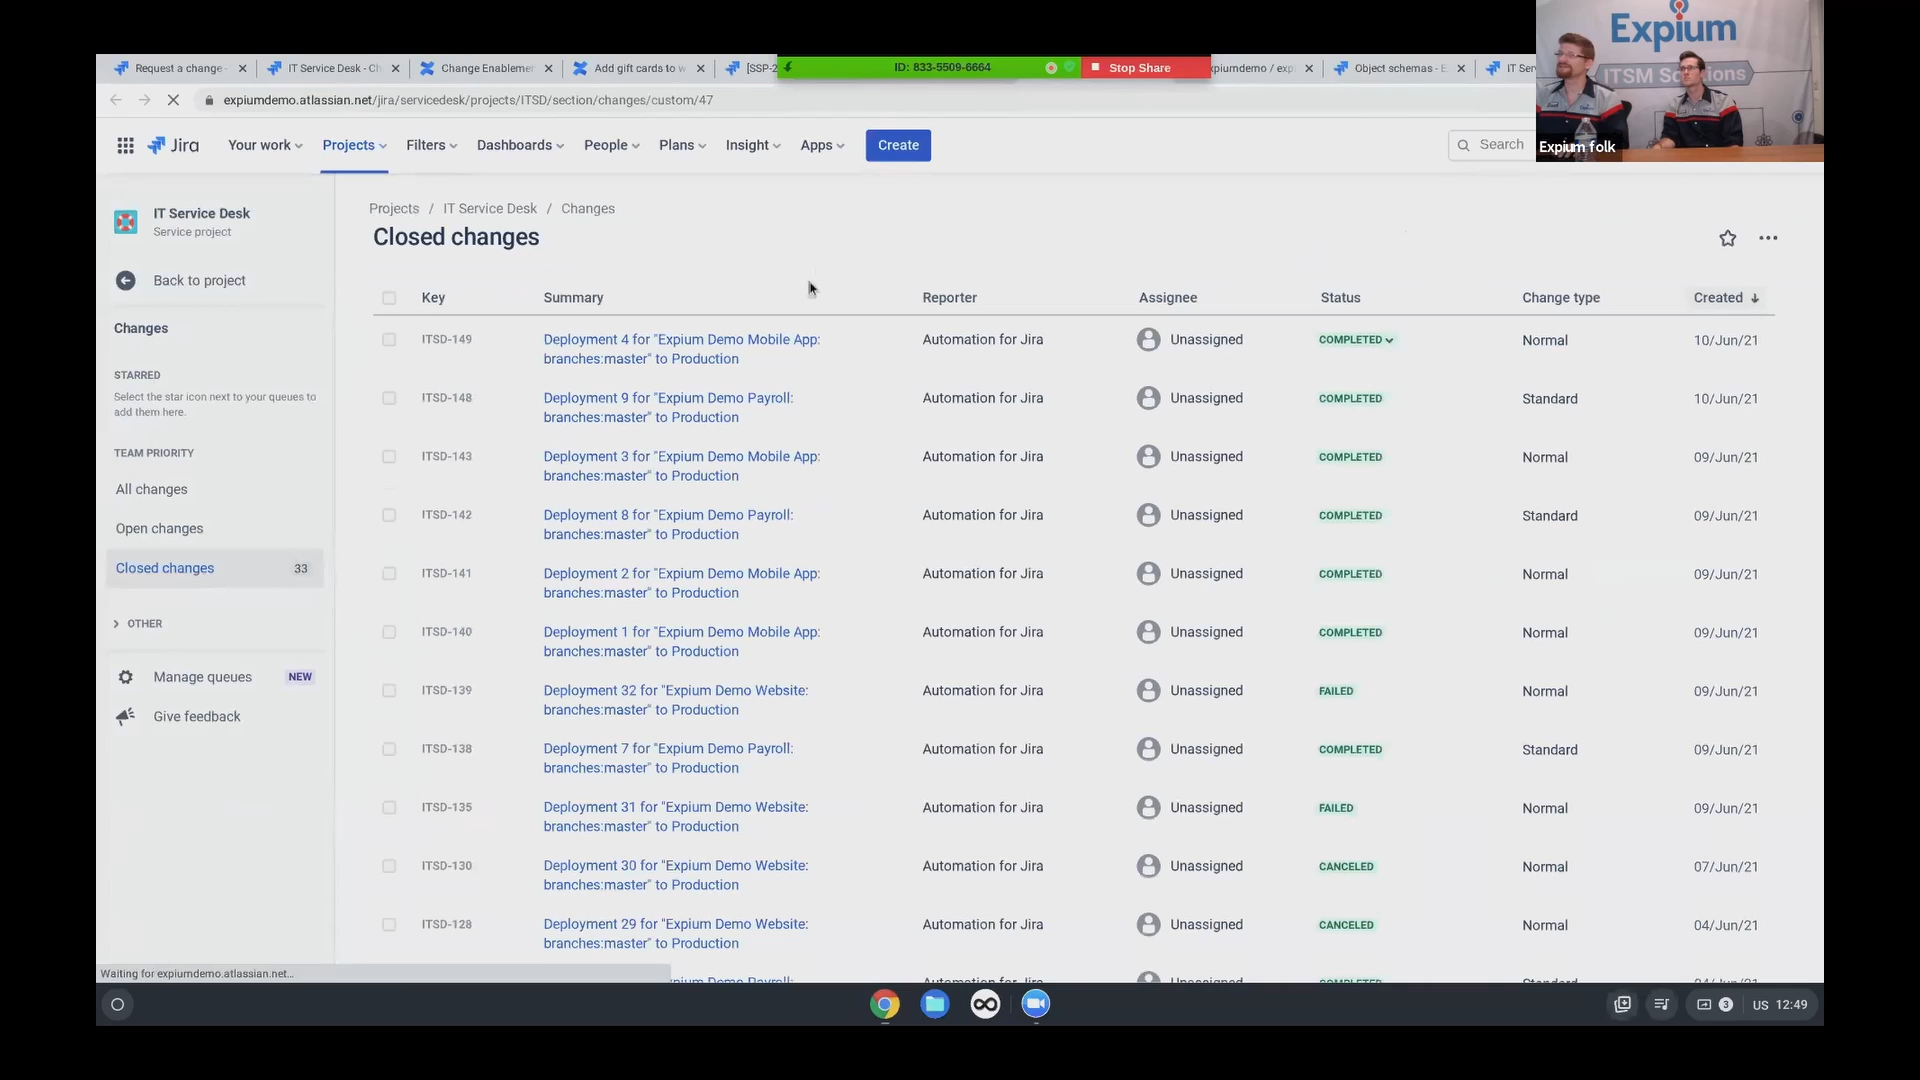 Request a change -
IT Service Desk - Ch
Change Enablemen
Add gift cards to w
[SSP-2
ID: 833-5509-6664
Stop Share
xpiumdemo / exp
Object schemas - E
IT Ser
expiumdemo.atlassian.net/jira/servicedesk/projects/ITSD/section/changes/custom/47
Expium
ITSM Solutions
Expium folk
Jira
Your work
Projects
Filters
Dashboards
People
Plans
Insight
Apps
Create
Search
IT Service Desk
Service project
Back to project
Changes
STARRED
Select the star icon next to your queues to
add them here.
TEAM PRIORITY
All changes
Open changes
Closed changes 33
OTHER
Manage queues NEW
Give feedback
Projects / IT Service Desk / Changes
Closed changes
Key Summary Reporter Assignee Status Change type Created
ITSD-149 Deployment 4 for "Expium Demo Mobile App: Automation for Jira Unassigned COMPLETED Normal 10/Jun/21
branches:master" to Production
ITSD-148 Deployment 9 for "Expium Demo Payroll: Automation for Jira Unassigned COMPLETED Standard 10/Jun/21
branches:master" to Production
ITSD-143 Deployment 3 for "Expium Demo Mobile App: Automation for Jira Unassigned COMPLETED Normal 09/Jun/21
branches:master" to Production
ITSD-142 Deployment 8 for "Expium Demo Payroll: Automation for Jira Unassigned COMPLETED Standard 09/Jun/21
branches:master" to Production
ITSD-141 Deployment 2 for "Expium Demo Mobile App: Automation for Jira Unassigned COMPLETED Normal 09/Jun/21
branches:master" to Production
ITSD-140 Deployment 1 for "Expium Demo Mobile App: Automation for Jira Unassigned COMPLETED Normal 09/Jun/21
branches:master" to Production
ITSD-139 Deployment 32 for "Expium Demo Website: Automation for Jira Unassigned FAILED Normal 09/Jun/21
branches:master" to Production
ITSD-138 Deployment 7 for "Expium Demo Payroll: Automation for Jira Unassigned COMPLETED Standard 09/Jun/21
branches:master" to Production
ITSD-135 Deployment 31 for "Expium Demo Website: Automation for Jira Unassigned FAILED Normal 09/Jun/21
branches:master" to Production
ITSD-130 Deployment 30 for "Expium Demo Website: Automation for Jira Unassigned CANCELED Normal 07/Jun/21
branches:master" to Production
ITSD-128 Deployment 29 for "Expium Demo Website: Automation for Jira Unassigned CANCELED Normal 04/Jun/21
branches:master" to Production
Waiting for expiumdemo.atlassian.net...
3
US 12:49